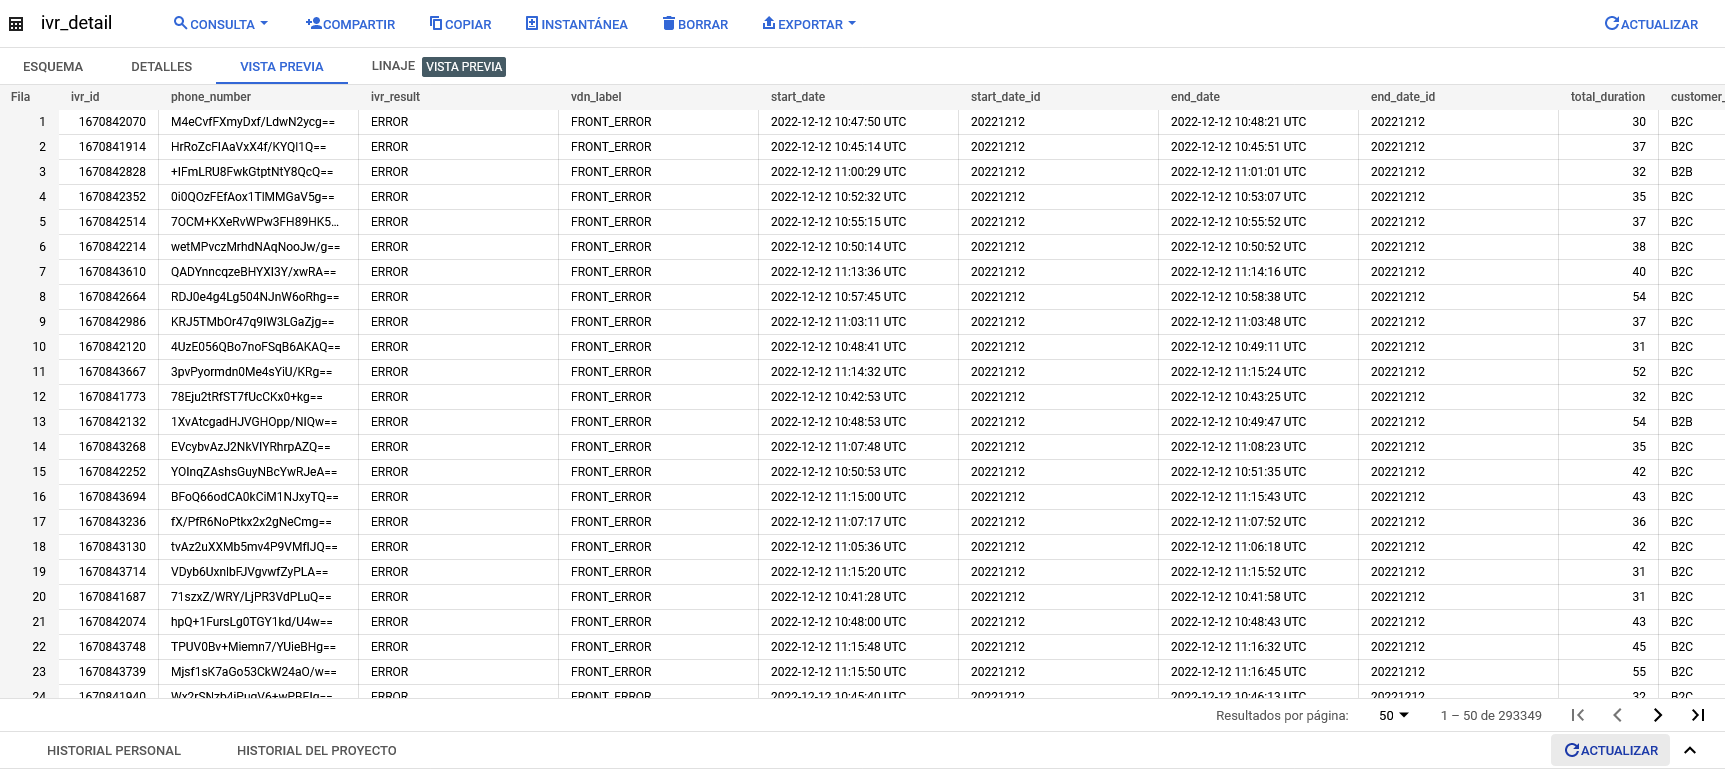 ivr_detail CONSULTA COMPARTIR COPIAR INSTANTÁNEA BORRAR EXPORTAR ACTUALIZAR
ESQUEMA DETALLES VISTA PREVIA LINAJE VISTA PREVIA
Fila ivr_id phone_number ivr_result vdn_label start_date start_date_id end_date end_date_id total_duration customer_
1 1670842070 M4eCvfFXmyDxf/LdwN2ycg== ERROR FRONT_ERROR 2022-12-12 10:47:50 UTC 20221212 2022-12-12 10:48:21 UTC 20221212 30 B2C
2 1670841914 HrRoZcFIAaVxX4f/KYQI1Q== ERROR FRONT_ERROR 2022-12-12 10:45:14 UTC 20221212 2022-12-12 10:45:51 UTC 20221212 37 B2C
3 1670842828 +IFmLRU8FwkGtptNtY8QcQ== ERROR FRONT_ERROR 2022-12-12 11:00:29 UTC 20221212 2022-12-12 11:01:01 UTC 20221212 32 B2B
4 1670842352 0i0QOzFEfAox1TIMMGaV5g== ERROR FRONT_ERROR 2022-12-12 10:52:32 UTC 20221212 2022-12-12 10:53:07 UTC 20221212 35 B2C
5 1670842514 7OCM+KXeRvWPw3FH89HK5... ERROR FRONT_ERROR 2022-12-12 10:55:15 UTC 20221212 2022-12-12 10:55:52 UTC 20221212 37 B2C
6 1670842214 wetMPvczMrhdNAqNooJw/g== ERROR FRONT_ERROR 2022-12-12 10:50:14 UTC 20221212 2022-12-12 10:50:52 UTC 20221212 38 B2C
7 1670843610 QADYnncqzeBHYXI3Y/xwRA== ERROR FRONT_ERROR 2022-12-12 11:13:36 UTC 20221212 2022-12-12 11:14:16 UTC 20221212 40 B2C
8 1670842664 RDJ0e4g4Lg504NJnW6oRhg== ERROR FRONT_ERROR 2022-12-12 10:57:45 UTC 20221212 2022-12-12 10:58:38 UTC 20221212 54 B2C
9 1670842986 KRJ5TMbOr47q9IW3LGaZjg== ERROR FRONT_ERROR 2022-12-12 11:03:11 UTC 20221212 2022-12-12 11:03:48 UTC 20221212 37 B2C
10 1670842120 4UzE056QBo7noFSqB6AKAQ== ERROR FRONT_ERROR 2022-12-12 10:48:41 UTC 20221212 2022-12-12 10:49:11 UTC 20221212 31 B2C
11 1670843667 3pvPyormdn0Me4sYiU/KRg== ERROR FRONT_ERROR 2022-12-12 11:14:32 UTC 20221212 2022-12-12 11:15:24 UTC 20221212 52 B2C
12 1670841773 78Eju2tRfST7fUcCKx0+kg== ERROR FRONT_ERROR 2022-12-12 10:42:53 UTC 20221212 2022-12-12 10:43:25 UTC 20221212 32 B2C
13 1670842132 1XvAtcgadHJVGHOpp/NIQw== ERROR FRONT_ERROR 2022-12-12 10:48:53 UTC 20221212 2022-12-12 10:49:47 UTC 20221212 54 B2B
14 1670843268 EVcybvAzJ2NkVIYRhrpAZQ== ERROR FRONT_ERROR 2022-12-12 11:07:48 UTC 20221212 2022-12-12 11:08:23 UTC 20221212 35 B2C
15 1670842252 YOInqZAshsGuyNBcYwRJeA== ERROR FRONT_ERROR 2022-12-12 10:50:53 UTC 20221212 2022-12-12 10:51:35 UTC 20221212 42 B2C
16 1670843694 BFoQ66odCA0kCiM1NJxyTQ== ERROR FRONT_ERROR 2022-12-12 11:15:00 UTC 20221212 2022-12-12 11:15:43 UTC 20221212 43 B2C
17 1670843236 fX/PfR6NoPtkx2x2gNeCmg== ERROR FRONT_ERROR 2022-12-12 11:07:17 UTC 20221212 2022-12-12 11:07:52 UTC 20221212 36 B2C
18 1670843130 tvAz2uXXMb5mv4P9VMfIJQ== ERROR FRONT_ERROR 2022-12-12 11:05:36 UTC 20221212 2022-12-12 11:06:18 UTC 20221212 42 B2C
19 1670843714 VDyb6UxnlbFJVgvwfZyPLA== ERROR FRONT_ERROR 2022-12-12 11:15:20 UTC 20221212 2022-12-12 11:15:52 UTC 20221212 31 B2C
20 1670841687 71szxZ/WRY/LjPR3VdPLuQ== ERROR FRONT_ERROR 2022-12-12 10:41:28 UTC 20221212 2022-12-12 10:41:58 UTC 20221212 31 B2C
21 1670842074 hpQ+1FursLg0TGY1kd/U4w== ERROR FRONT_ERROR 2022-12-12 10:48:00 UTC 20221212 2022-12-12 10:48:43 UTC 20221212 43 B2C
22 1670843748 TPUV0Bv+Miemn7/YUieBHg== ERROR FRONT_ERROR 2022-12-12 11:15:48 UTC 20221212 2022-12-12 11:16:32 UTC 20221212 45 B2C
23 1670843739 Mjsf1sK7aGo53CkW24aO/w== ERROR FRONT_ERROR 2022-12-12 11:15:50 UTC 20221212 2022-12-12 11:16:45 UTC 20221212 55 B2C
24 1670841940 ERROR FRONT_ERROR 2022-12-12 10:45:40 UTC 20221212 2022-12-12 10:46:13 UTC 20221212 32 B2C
Resultados por página: 50 1 – 50 de 293349
HISTORIAL PERSONAL HISTORIAL DEL PROYECTO ACTUALIZAR